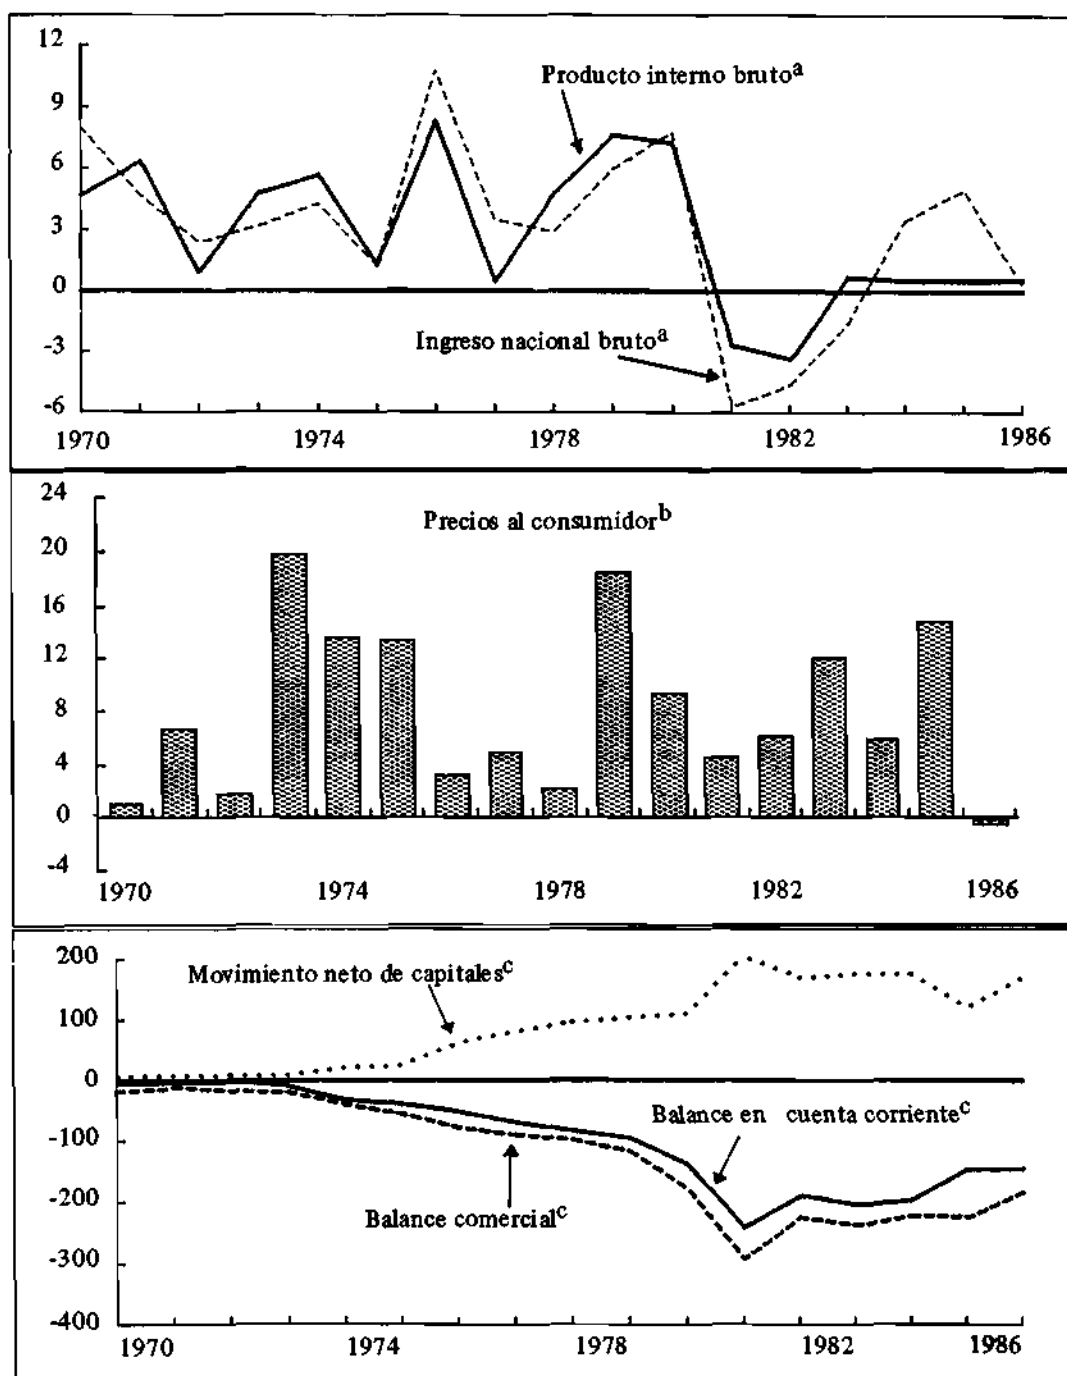 12
Producto interno bruto^a
9
6
3
0
-3
Ingreso nacional bruto^a
-6
1970 1974 1978 1982 1986
24
Precios al consumidor^b
20
16
12
8
4
0
-4
1970 1974 1978 1982 1986
200
Movimiento neto de capitales^c
100
0
Balance en cuenta corriente^c
-100
-200
Balance comercial^c
-300
-400
1970 1974 1978 1982 1986